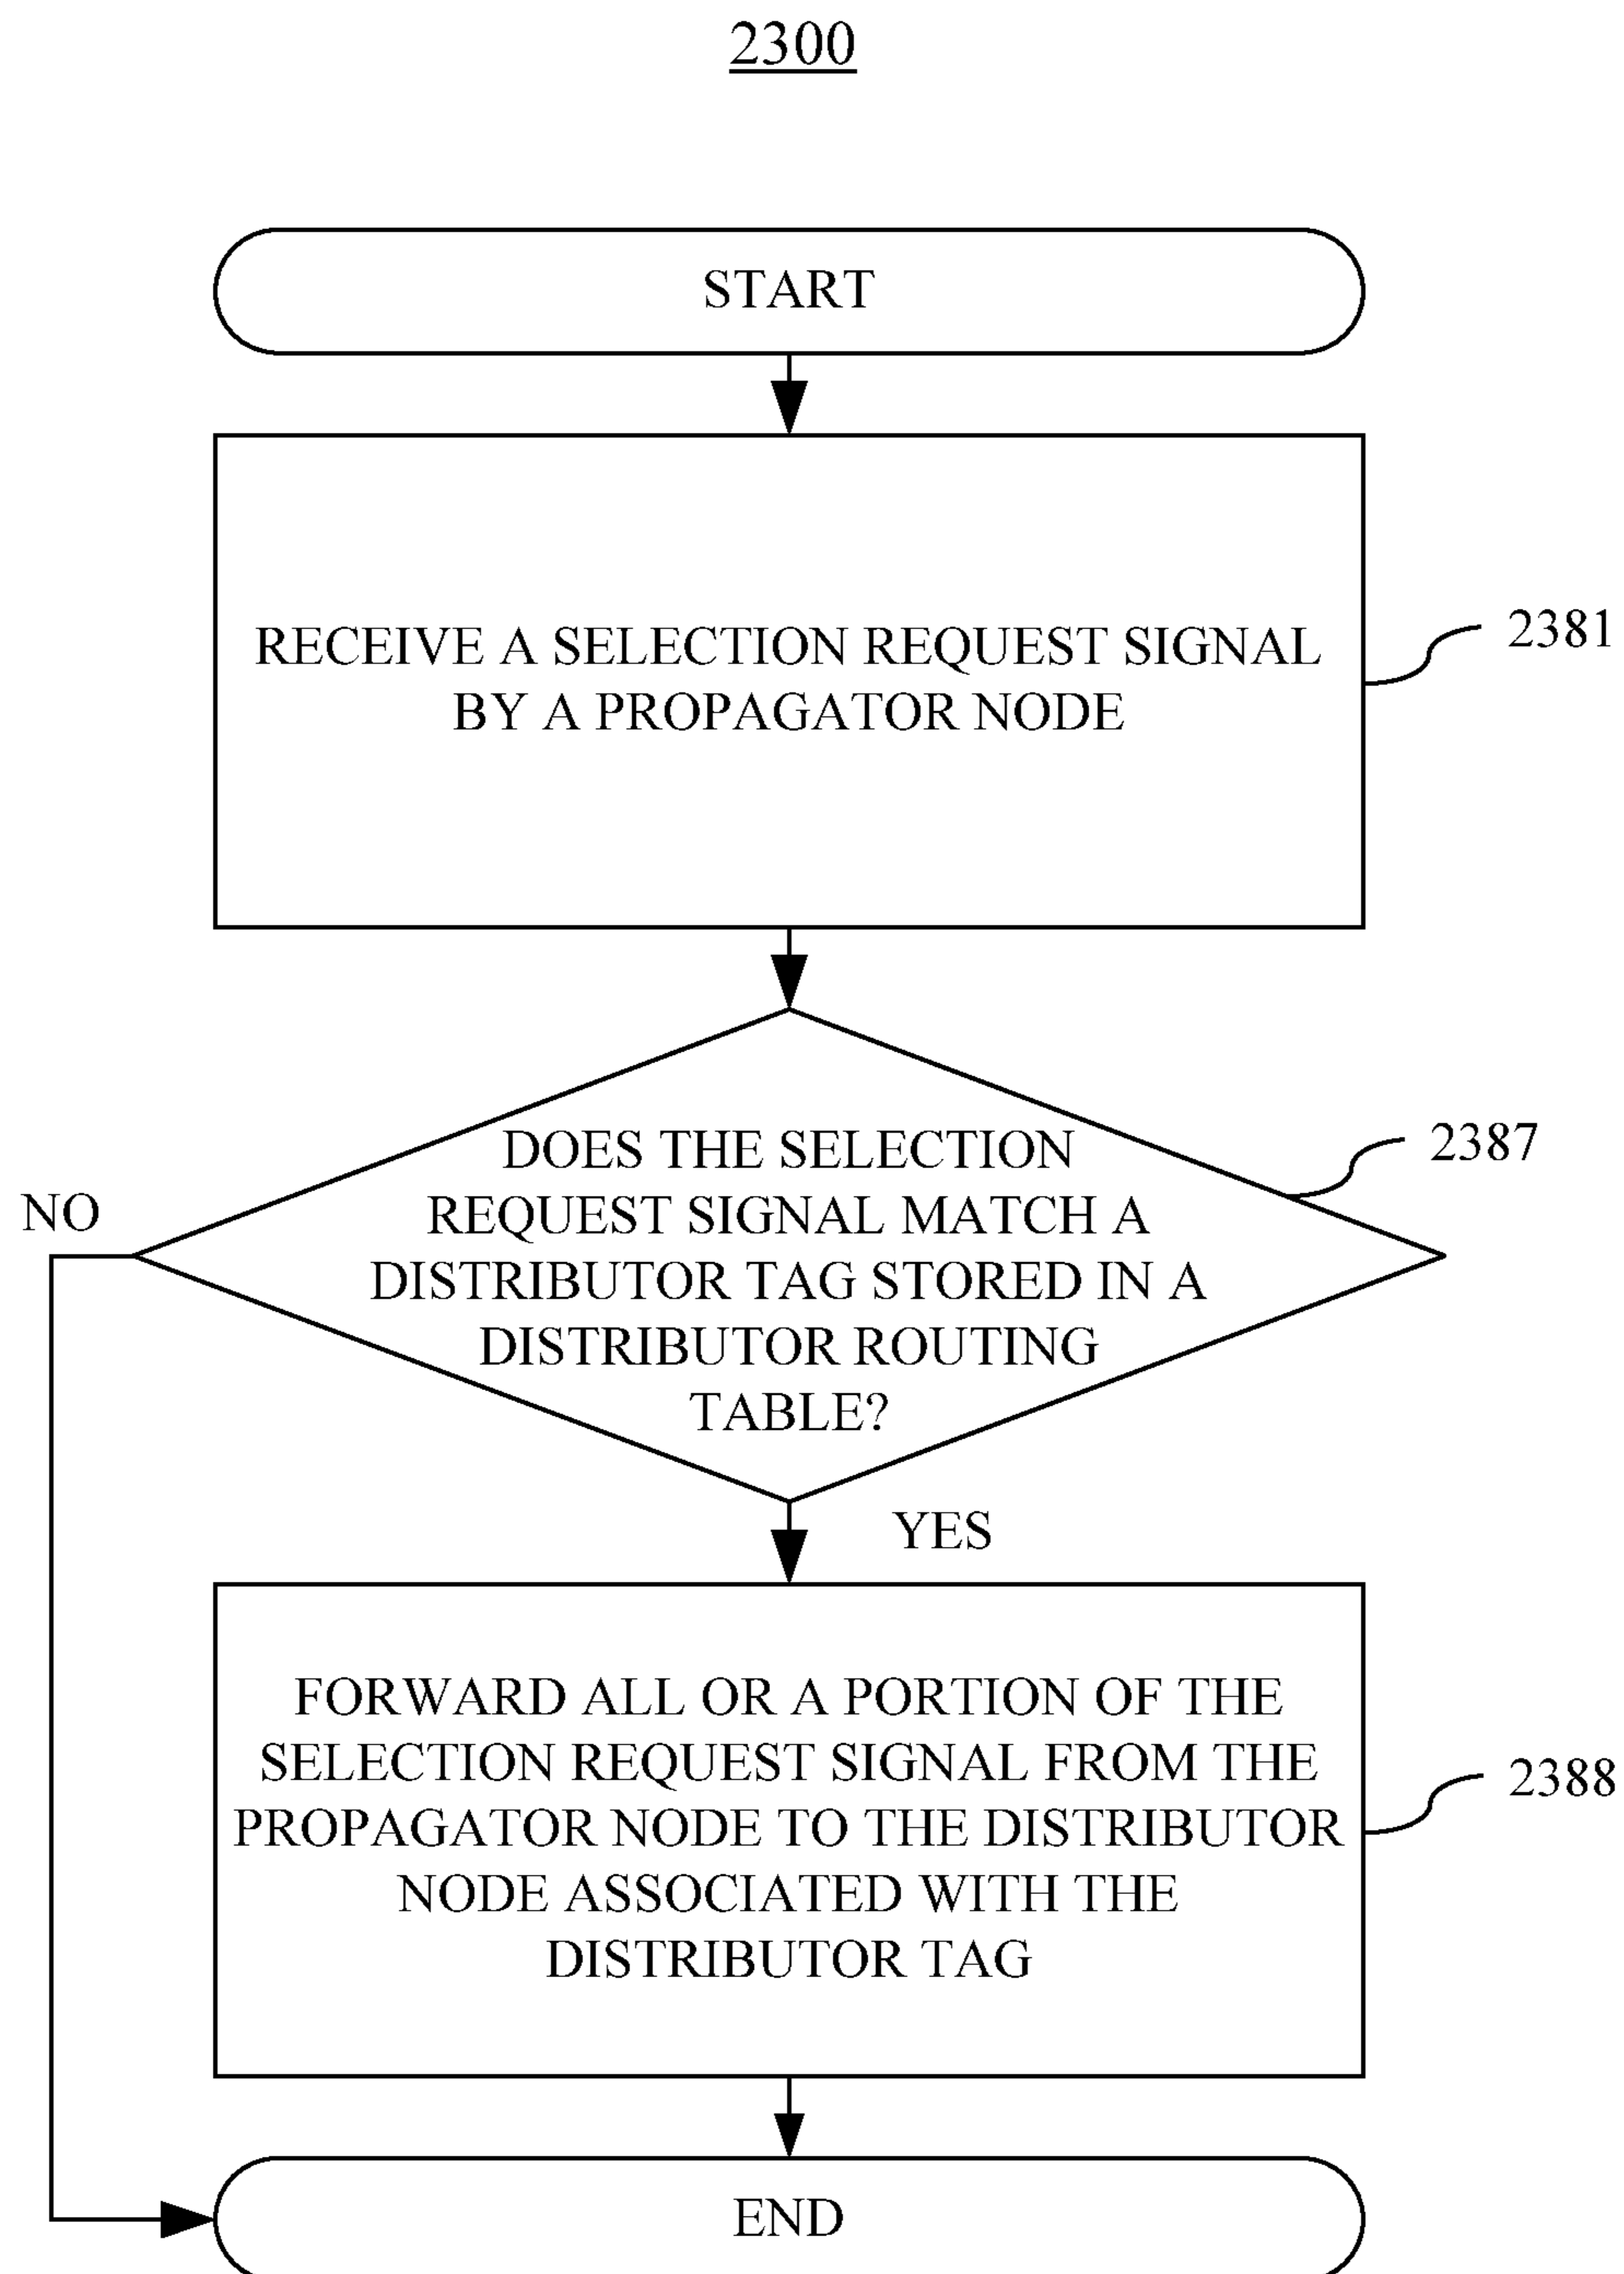 2300
START
RECEIVE A SELECTION REQUEST SIGNAL
BY A PROPAGATOR NODE
2381
DOES THE SELECTION
REQUEST SIGNAL MATCH A
DISTRIBUTOR TAG STORED IN A
DISTRIBUTOR ROUTING
TABLE?
2387
NO
YES
FORWARD ALL OR A PORTION OF THE
SELECTION REQUEST SIGNAL FROM THE
PROPAGATOR NODE TO THE DISTRIBUTOR
NODE ASSOCIATED WITH THE
DISTRIBUTOR TAG
2388
END